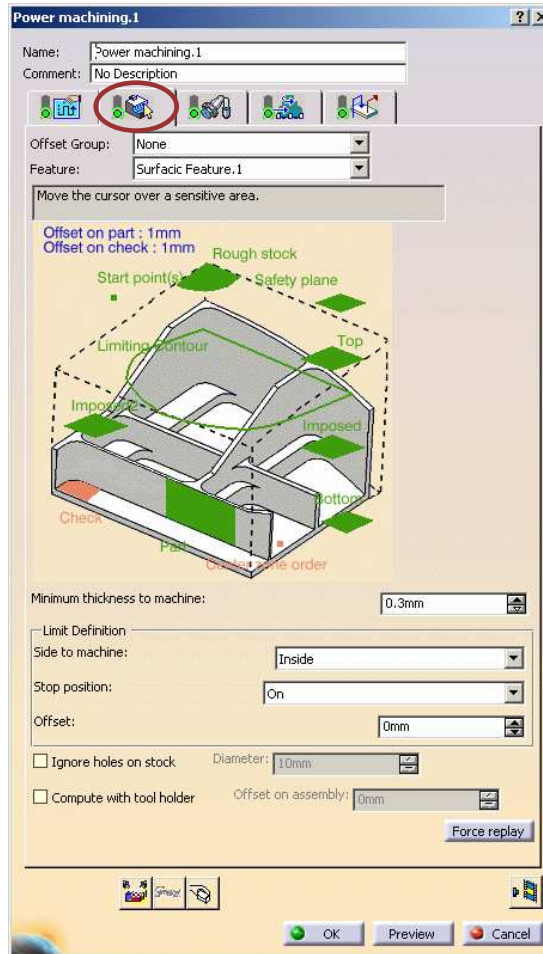 Power machining.1
Name: Power machining.1
Comment: No Description
Offset Group: None
Feature: Surfacic Feature.1
Move the cursor over a sensitive area.
Offset on part : 1mm
Offset on check : 1mm
Rough stock
Start point(s)
Safety plane
Limiting Contour
Top
Imposed2
Imposed
Bottom
Check
Part
Center zone order
Minimum thickness to machine: 0.3mm
Limit Definition
Side to machine: Inside
Stop position: On
Offset: 0mm
Ignore holes on stock Diameter: 10mm
Compute with tool holder Offset on assembly: 0mm
Force replay
OK Preview Cancel